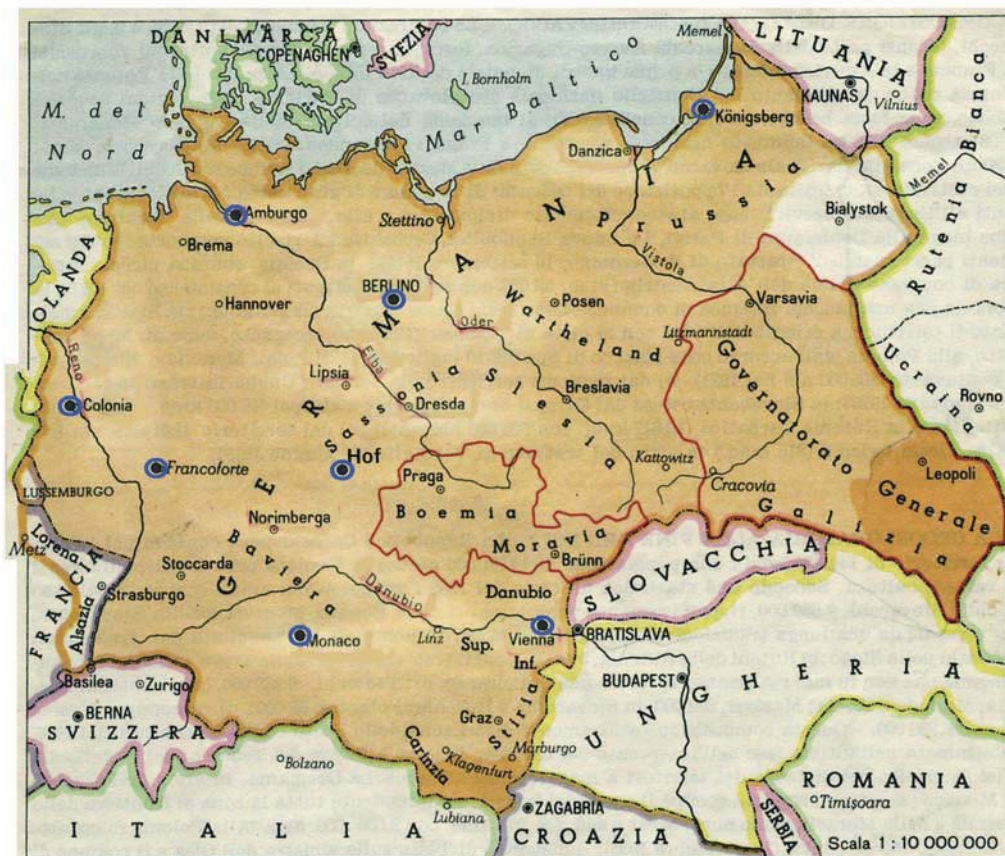 DANIMARCA
COPENAGHEN
SVEZIA
M. del
Nord
I. Bornholm
Mar Baltico
Memel
LITUANIA
KAUNAS
Vilnius
Königsberg
Danzica
Memel
Rutenia Bianca
Amburgo
Stettino
Prussia
Bialystok
OLANDA
Brema
Vistola
Hannover
BERLINO
Posen
Varsavia
Oder
Wartheland
Litzmannstadt
GERMANIA
Reno
Elba
Lipsia
Dresda
Sassonia
Slesia
Breslavia
Governatorato
Generale
Ucraina
Rovno
Colonia
Francoforte
Hof
Praga
Kattowitz
Cracovia
Leopoli
LUSSEMBURGO
Boemia
Moravia
Galizia
Norimberga
Brünn
Metz
Lorena
FRANCIA
Alsazia
Stoccarda
Strasburgo
Baviera
Danubio
Danubio
SLOVACCHIA
Monaco
Linz
Sup.
Vienna
BRATISLAVA
Inf.
Basilea
Zurigo
BUDAPEST
UNGHERIA
BERNA
SVIZZERA
Graz
Stiria
Marburgo
Bolzano
Carinzia
Klagenfurt
ROMANIA
Timişoara
Lubiana
ZAGABRIA
SERBIA
ITALIA
CROAZIA
Scala 1 : 10 000 000